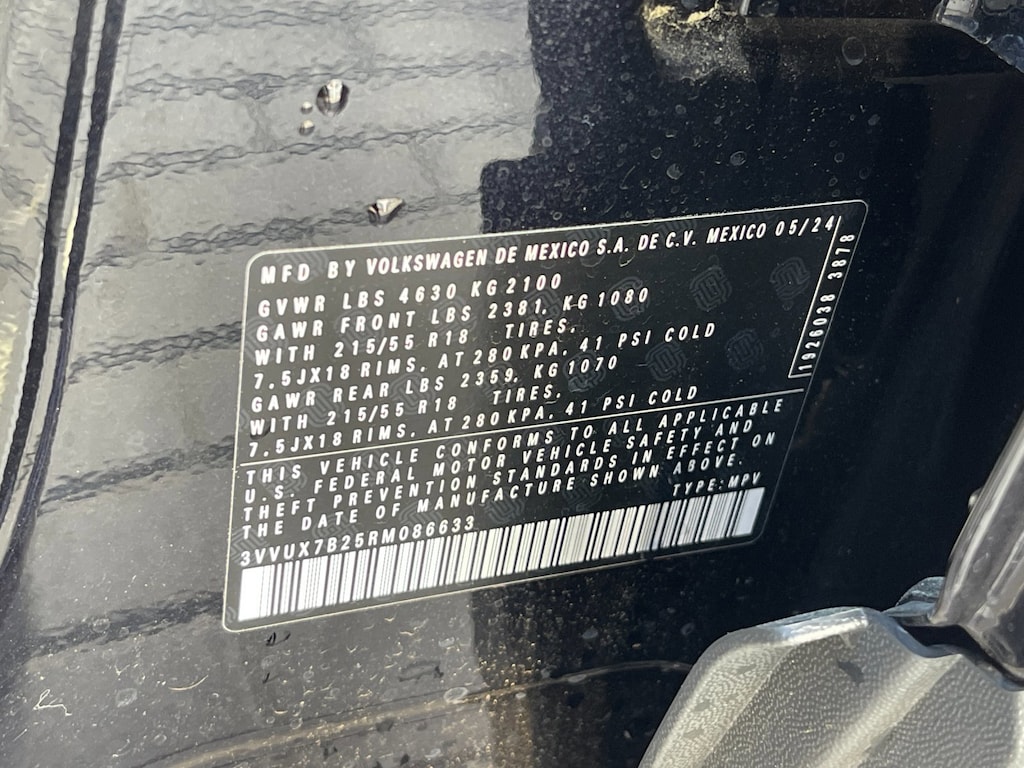 MFD BY VOLKSWAGEN DE MEXICO S.A. DE C.V. MEXICO 05/24
GVWR LBS 4630 KG 2100
GAWR FRONT LBS 2381, KG 1080
WITH 215/55 R18 TIRES,
7.5JX18 RIMS, AT 280 KPA, 41 PSI COLD
GAWR REAR LBS 2359, KG 1070
WITH 215/55 R18 TIRES,
7.5JX18 RIMS, AT 280 KPA, 41 PSI COLD
1926038 3878
THIS VEHICLE CONFORMS TO ALL APPLICABLE
U.S. FEDERAL MOTOR VEHICLE SAFETY AND
THEFT PREVENTION STANDARDS IN EFFECT ON
THE DATE OF MANUFACTURE SHOWN ABOVE.
TYPE:MPV
3VVUX7B25RM086633